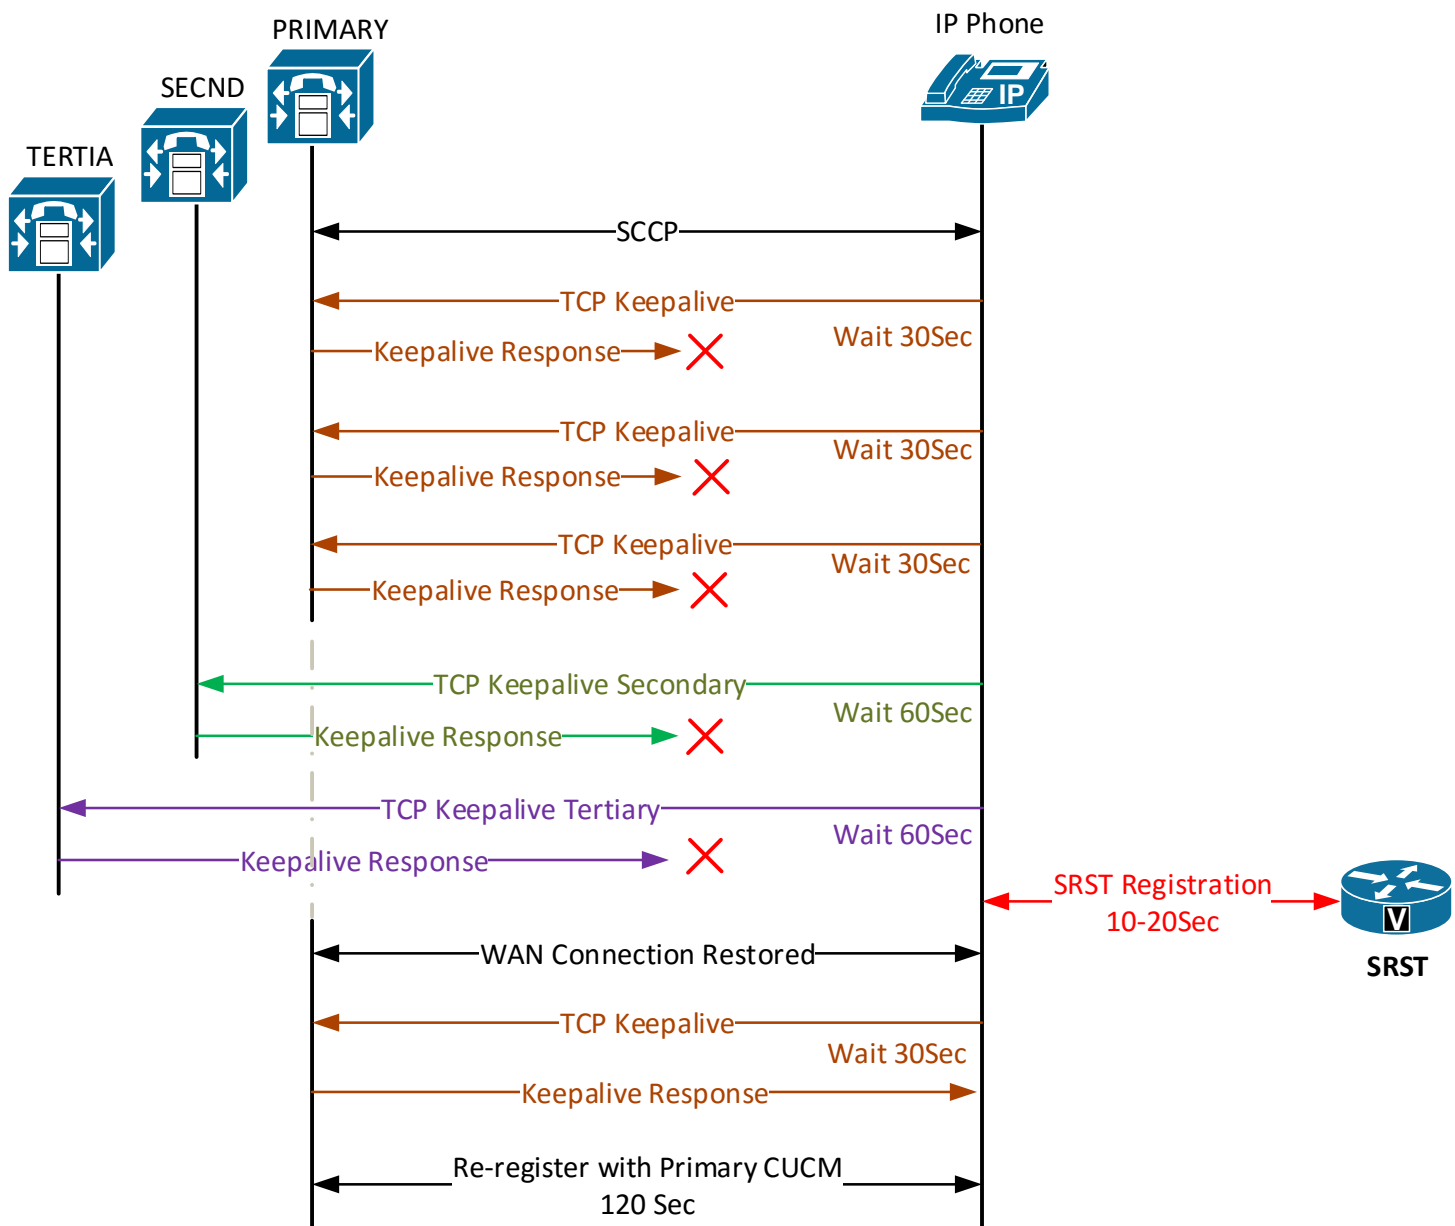 IP Phone
PRIMARY
SECND
TERTIA
IP
SCCP
TCP Keepalive
Wait 30Sec
Keepalive Response
TCP Keepalive
Wait 30Sec
Keepalive Response
TCP Keepalive
Wait 30Sec
Keepalive Response
TCP Keepalive Secondary
Wait 60Sec
Keepalive Response
TCP Keepalive Tertiary
Wait 60Sec
Keepalive Response
SRST Registration
10-20Sec
V
SRST
WAN Connection Restored
TCP Keepalive
Wait 30Sec
Keepalive Response
Re-register with Primary CUCM
120 Sec